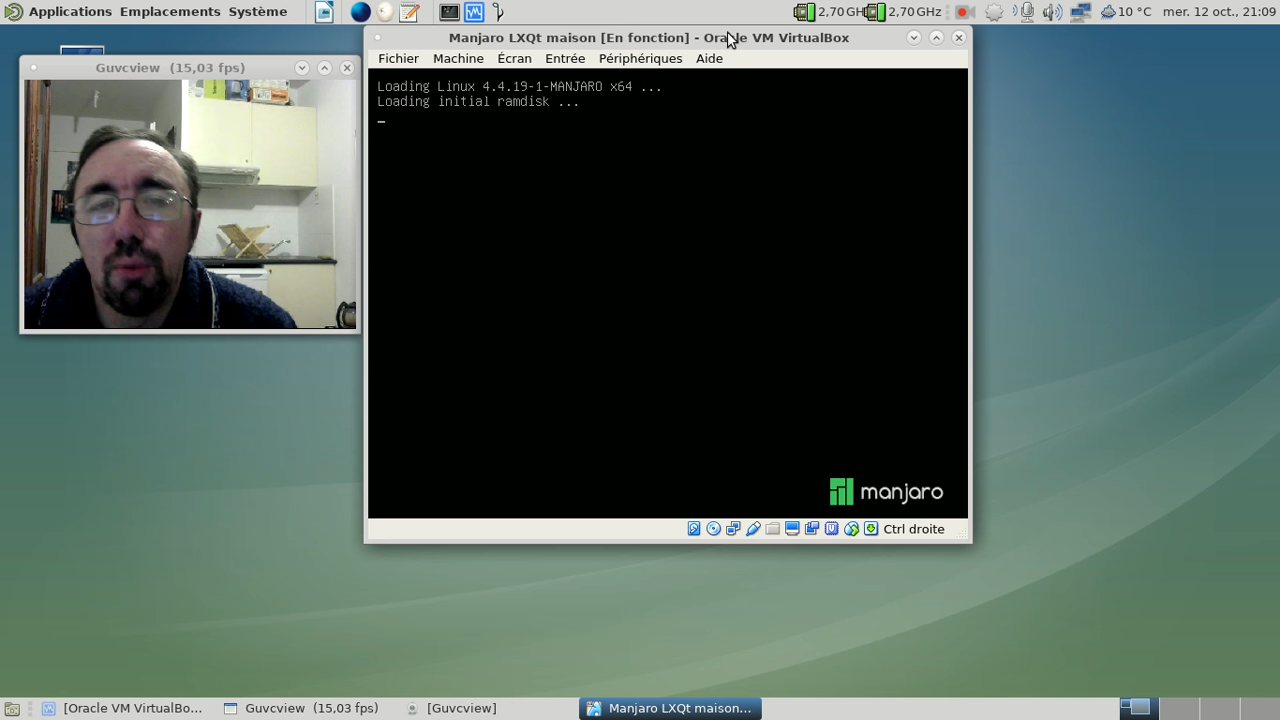 Applications Emplacements Système
2,70 GH 2,70 GHz 10 °C mer. 12 oct., 21:09
Guvcview (15,03 fps)
Manjaro LXQt maison [En fonction] - Oracle VM VirtualBox
Fichier Machine Écran Entrée Périphériques Aide
Loading Linux 4.4.19-1-MANJARO x64 ...
Loading initial ramdisk ...
manjaro
Ctrl droite
[Oracle VM VirtualBo... Guvcview (15,03 fps) [Guvcview] Manjaro LXQt maison...